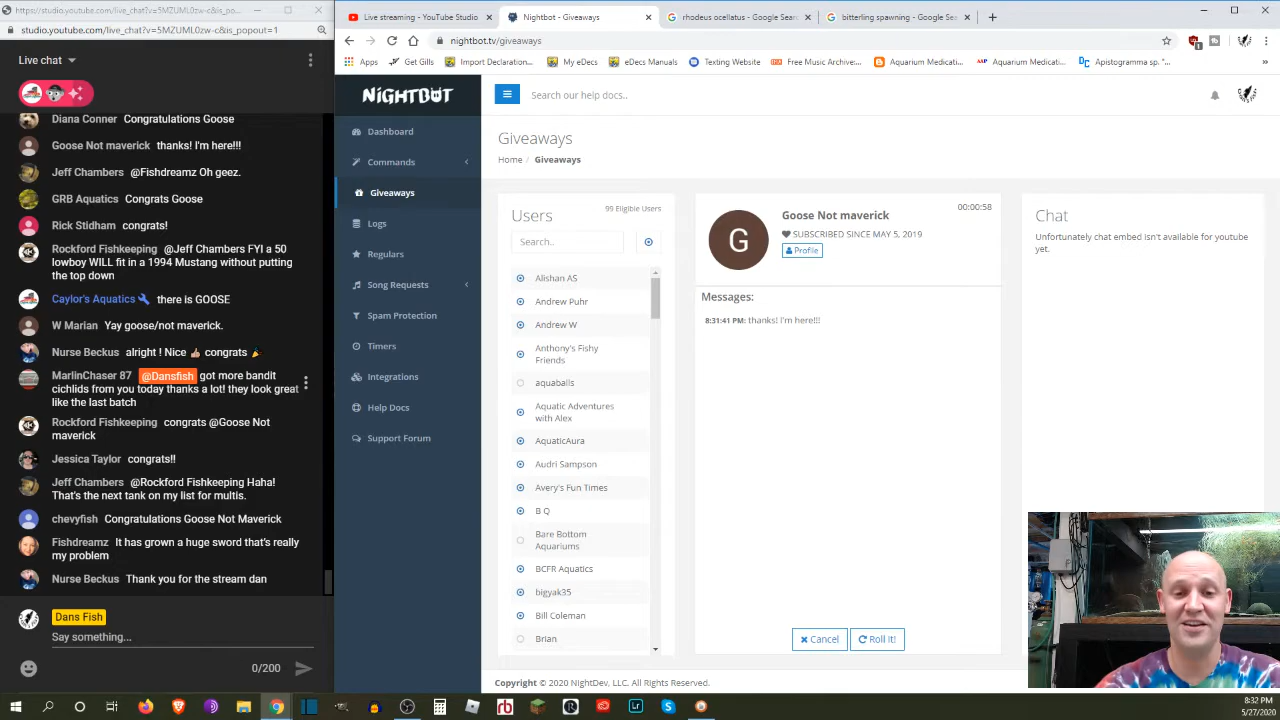 https://studio.youtube.com/live_chat?v=5MZUML0zw-c&is_popout=1
studio.youtube.com/live_chat?v=5MZUML0zw-c&is_popout=1
Live chat
Diana Conner Congratulations Goose
Goose Not maverick thanks! I'm here!!!
Jeff Chambers @Fishdreamz Oh geez.
GRB Aquatics Congrats Goose
Rick Stidham congrats!
Rockford Fishkeeping @Jeff Chambers FYI a 50
lowboy WILL fit in a 1994 Mustang without putting
the top down
Caylor's Aquatics there is GOOSE
W Marian Yay goose/not maverick.
Nurse Beckus alright ! Nice 👍🏼 congrats 🎉
MarlinChaser 87 @Dansfish got more bandit
cichlids from you today thanks a lot! they look great
like the last batch
Rockford Fishkeeping congrats @Goose Not
maverick
Jessica Taylor congrats!!
Jeff Chambers @Rockford Fishkeeping Haha!
That's the next tank on my list for multis.
chevyfish Congratulations Goose Not Maverick
Fishdreamz It has grown a huge sword that's really
my problem
Nurse Beckus Thank you for the stream dan
Dans Fish
Say something...
0/200
Live streaming - YouTube Studio
Nightbot - Giveaways
rhodeus ocellatus - Google Sear
bitterling spawning - Google Sea
nightbot.tv/giveaways
Apps
Get Gills
Import Declaration...
My eDecs
eDecs Manuals
Texting Website
Free Music Archive:...
Aquarium Medicati...
Aquarium Medicati...
Apistogramma sp. "...
»
NIGHTBOT
Search our help docs..
Dashboard
Commands
Giveaways
Logs
Regulars
Song Requests
Spam Protection
Timers
Integrations
Help Docs
Support Forum
Giveaways
Home / Giveaways
Users
99 Eligible Users
Search..
Alishan AS
Andrew Puhr
Andrew W
Anthony's Fishy
Friends
aquaballs
Aquatic Adventures
with Alex
AquaticAura
Audri Sampson
Avery's Fun Times
B Q
Bare Bottom
Aquariums
BCFR Aquatics
bigyak35
Bill Coleman
Brian
G
Goose Not maverick
00:00:58
SUBSCRIBED SINCE MAY 5, 2019
Profile
Messages:
8:31:41 PM: thanks! I'm here!!!
Cancel
Roll It!
Chat
Unfortunately chat embed isn't available for youtube
yet.
Copyright © 2020 NightDev, LLC. All Rights Reserved.
8:32 PM
5/27/2020